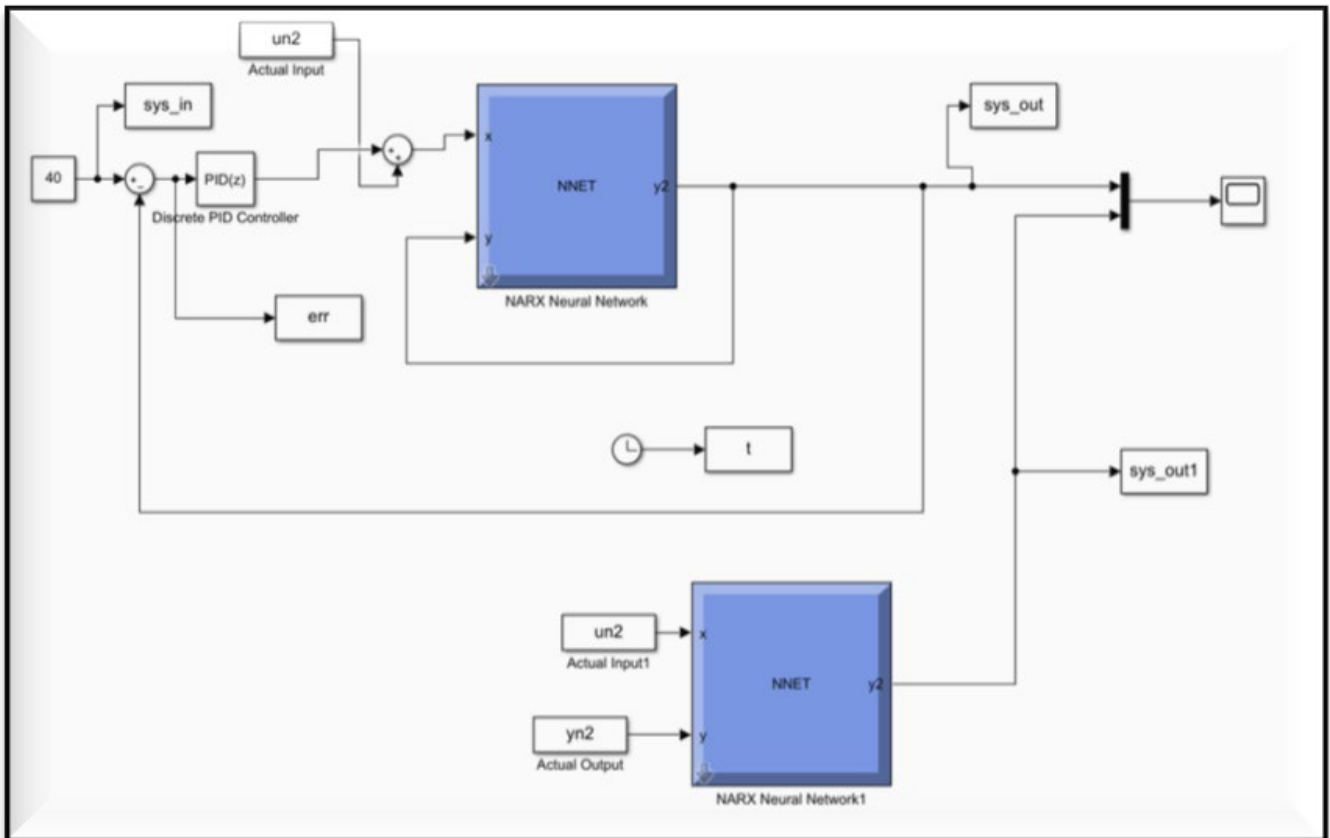 un2
Actual Input
sys_in
sys_out
x
40
+
-
PID(z)
+
+
NNET
y2
Discrete PID Controller
y
NARX Neural Network
err
t
sys_out1
un2
x
Actual Input1
NNET
y2
yn2
y
Actual Output
NARX Neural Network1